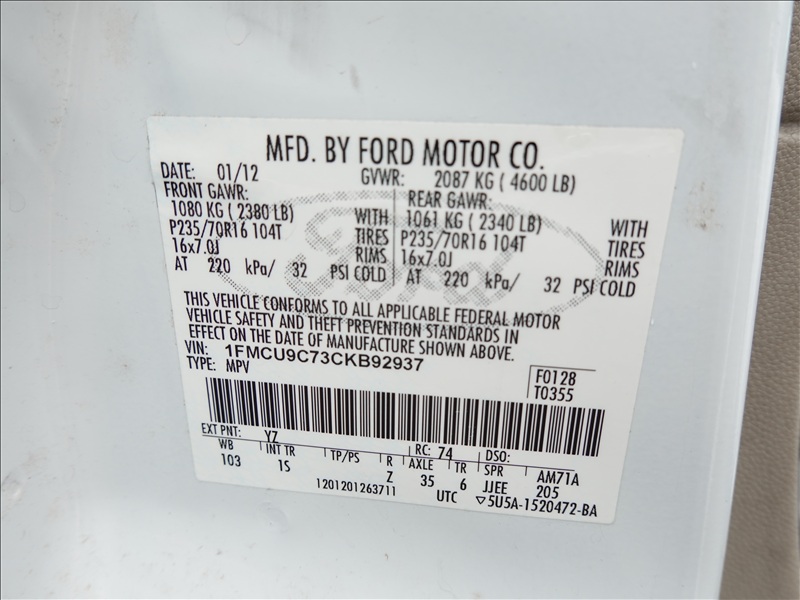 MFD. BY FORD MOTOR CO.
DATE: 01/12 GVWR: 2087 KG ( 4600 LB)
FRONT GAWR: REAR GAWR:
1080 KG ( 2380 LB) WITH 1061 KG ( 2340 LB) WITH
P235/70R16 104T TIRES P235/70R16 104T TIRES
16x7.0J RIMS 16x7.0J RIMS
AT 220 kPa/ 32 PSI COLD AT 220 kPa/ 32 PSI COLD
Ford
THIS VEHICLE CONFORMS TO ALL APPLICABLE FEDERAL MOTOR
VEHICLE SAFETY AND THEFT PREVENTION STANDARDS IN
EFFECT ON THE DATE OF MANUFACTURE SHOWN ABOVE.
VIN: 1FMCU9C73CKB92937
TYPE: MPV
F0128
T0355
EXT PNT: YZ RC: 74 DSO:
WB INT TR TP/PS R AXLE TR SPR AM71A
103 1S Z 35 6 JJEE 205
1201201263711 UTC ▽5U5A-1520472-BA